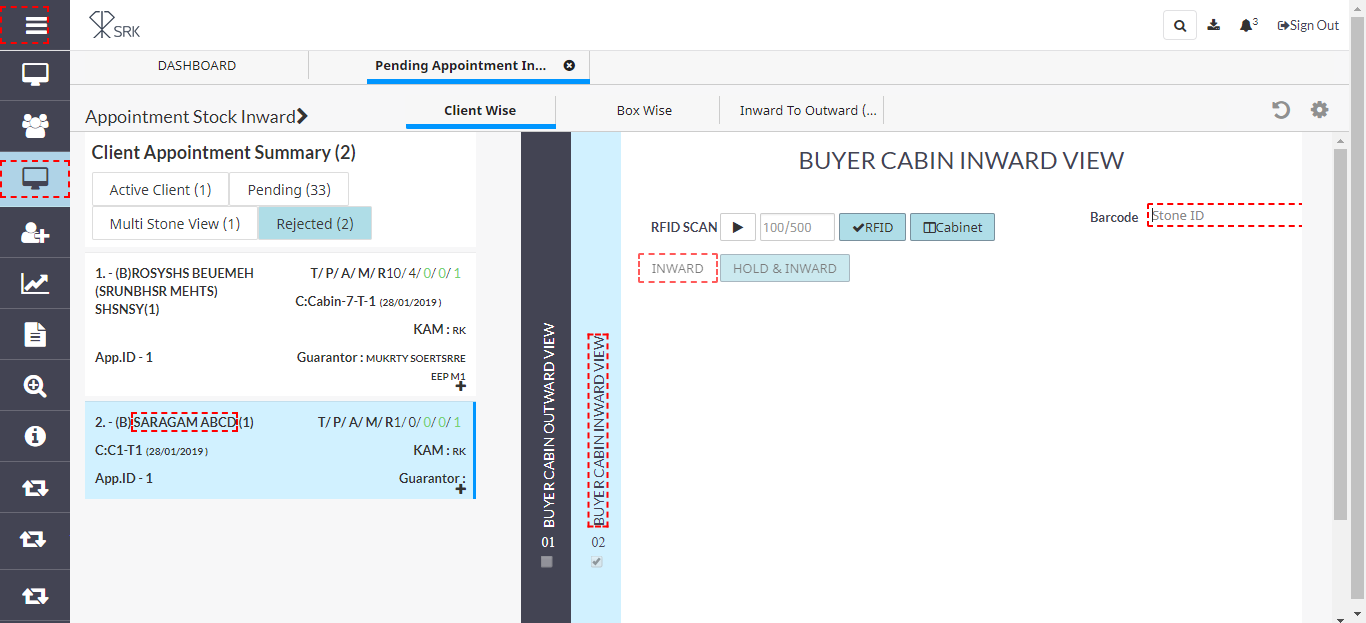 SRK
3
Sign Out
DASHBOARD
Pending Appointment In...
Appointment Stock Inward
Client Wise
Box Wise
Inward To Outward (...
Client Appointment Summary (2)
Active Client (1)
Pending (33)
Multi Stone View (1)
Rejected (2)
1. - (B)ROSYSHS BEUEMEH
(SRUNBHSR MEHTS)
SHSNSY(1)
T/ P/ A/ M/ R10/ 4/ 0/ 0/ 1
C:Cabin-7-T-1 (28/01/2019 )
KAM : RK
App.ID - 1
Guarantor : MUKRTY SOERTSRRE
EEP M1
2. - (B)SARAGAM ABCD(1)
T/ P/ A/ M/ R1/ 0/ 0/ 0/ 1
C:C1-T1 (28/01/2019 )
KAM : RK
App.ID - 1
Guarantor :
BUYER CABIN OUTWARD VIEW
01
BUYER CABIN INWARD VIEW
02
BUYER CABIN INWARD VIEW
RFID SCAN
100/500
RFID
Cabinet
Barcode
Stone ID
INWARD
HOLD & INWARD